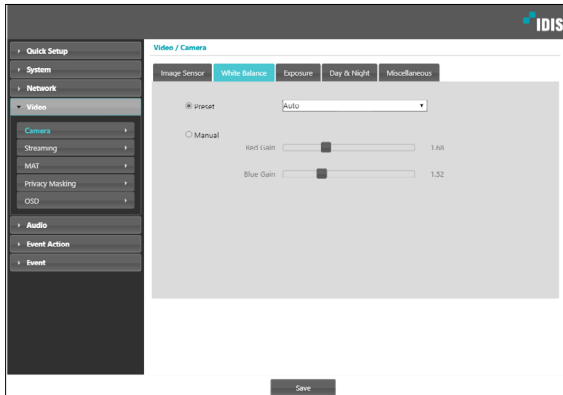 IDIS
Quick Setup
System
Network
Video
Camera
Streaming
MAT
Privacy Masking
OSD
Audio
Event Action
Event
Video / Camera
Image Sensor White Balance Exposure Day & Night Miscellaneous
Preset Auto
Manual
Red Gain 1.68
Blue Gain 1.52
Save